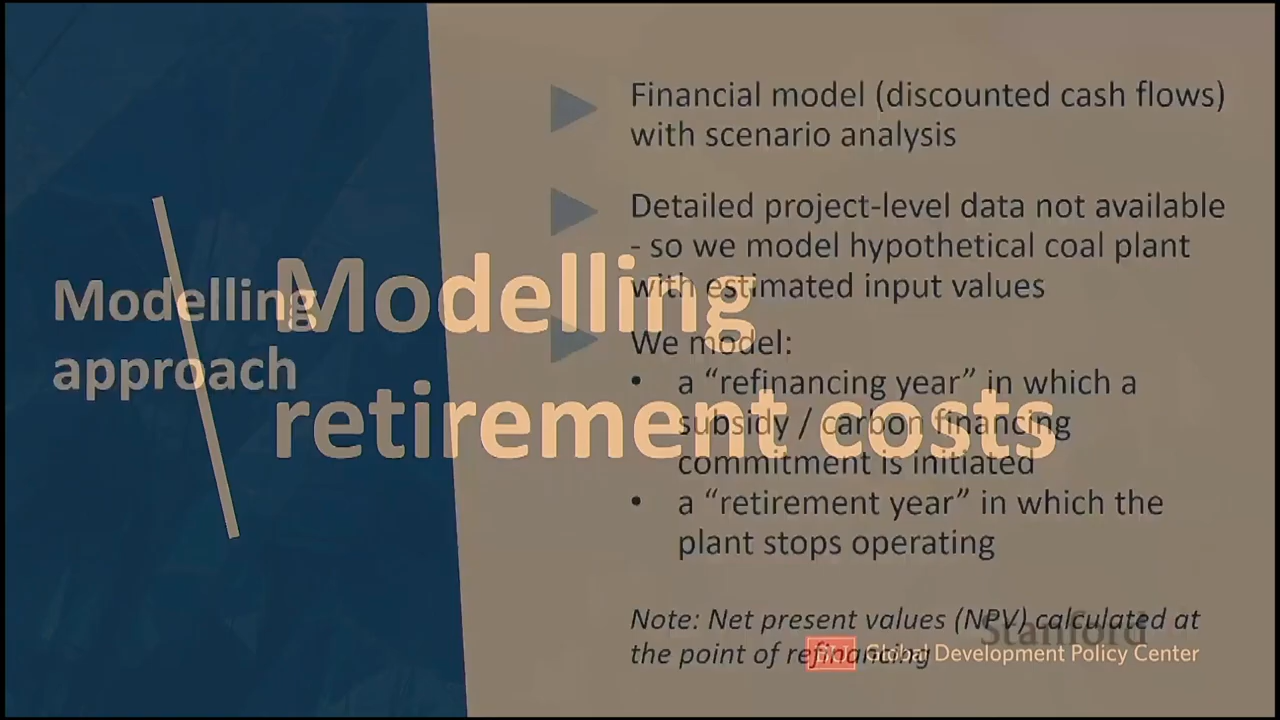 Modelling
approach
Modelling
retirement costs
Financial model (discounted cash flows)
with scenario analysis
Detailed project-level data not available
- so we model hypothetical coal plant
with estimated input values
We model:
• a “refinancing year” in which a
subsidy / carbon financing
commitment is initiated
• a “retirement year” in which the
plant stops operating
Note: Net present values (NPV) calculated at
the point of refinancing
Stanford
BU Global Development Policy Center